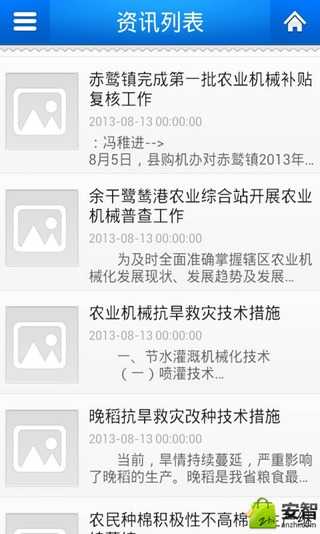 资讯列表
赤鹫镇完成第一批农业机械补贴
复核工作
2013-08-13 00:00:00
：冯稚进-->
8月5日，县购机办对赤鹫镇2013年...
余干鹭鸶港农业综合站开展农业
机械普查工作
2013-08-13 00:00:00
为及时全面准确掌握辖区农业机
械化发展现状、发展趋势及发展...
农业机械抗旱救灾技术措施
2013-08-13 00:00:00
一、节水灌溉机械化技术
（一）喷灌技术...
晚稻抗旱救灾改种技术措施
2013-08-13 00:00:00
当前，旱情持续蔓延，严重影响
了晚稻的生产。晚稻是我省粮食最...
农民种棉积极性不高棉
安智
anzhi.com